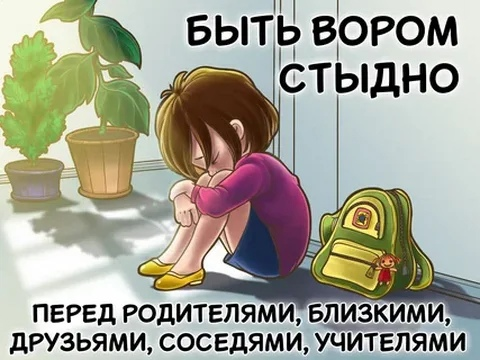 БЫТЬ ВОРОМ
СТЫДНО
ПЕРЕД РОДИТЕЛЯМИ, БЛИЗКИМИ,
ДРУЗЬЯМИ, СОСЕДЯМИ, УЧИТЕЛЯМИ